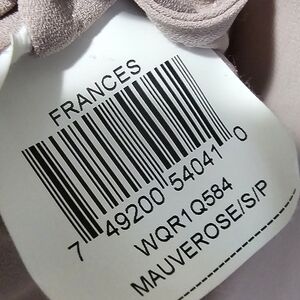 FRANCES
7 49200 54041 0
WQR1Q584
MAUVEROSE/S/P